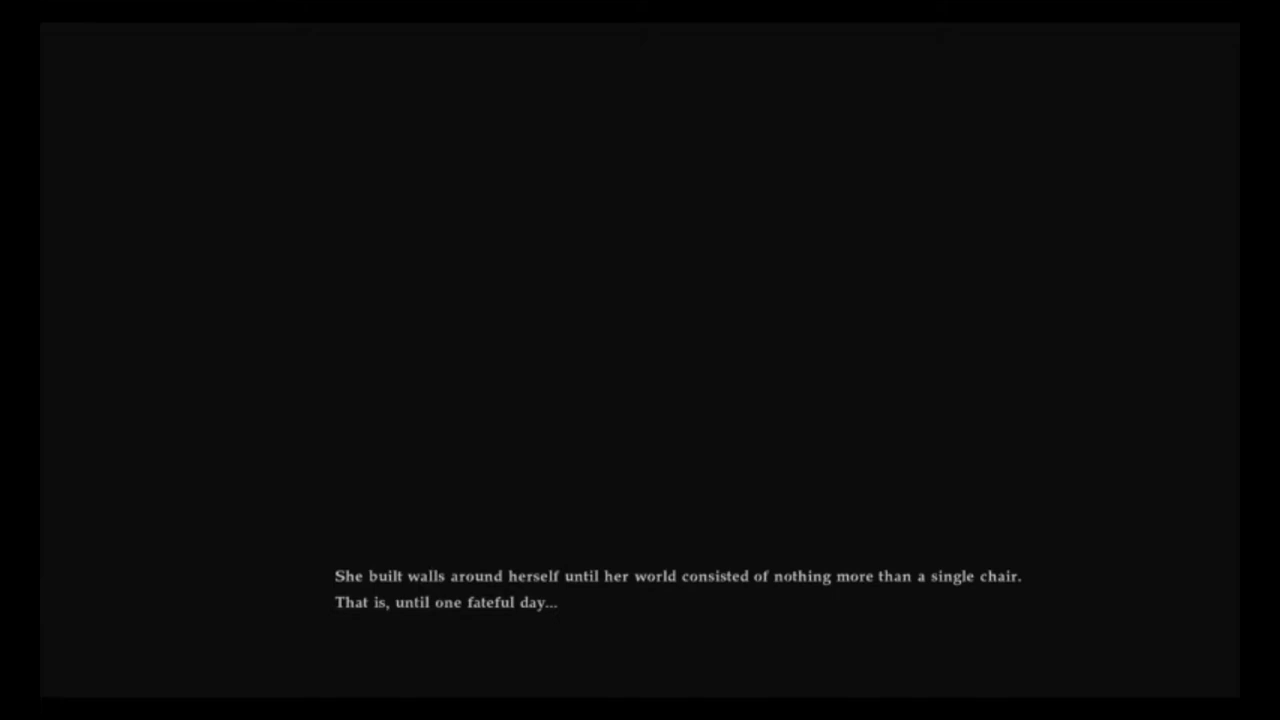 She built walls around herself until her world consisted of nothing more than a single chair.
That is, until one fateful day...